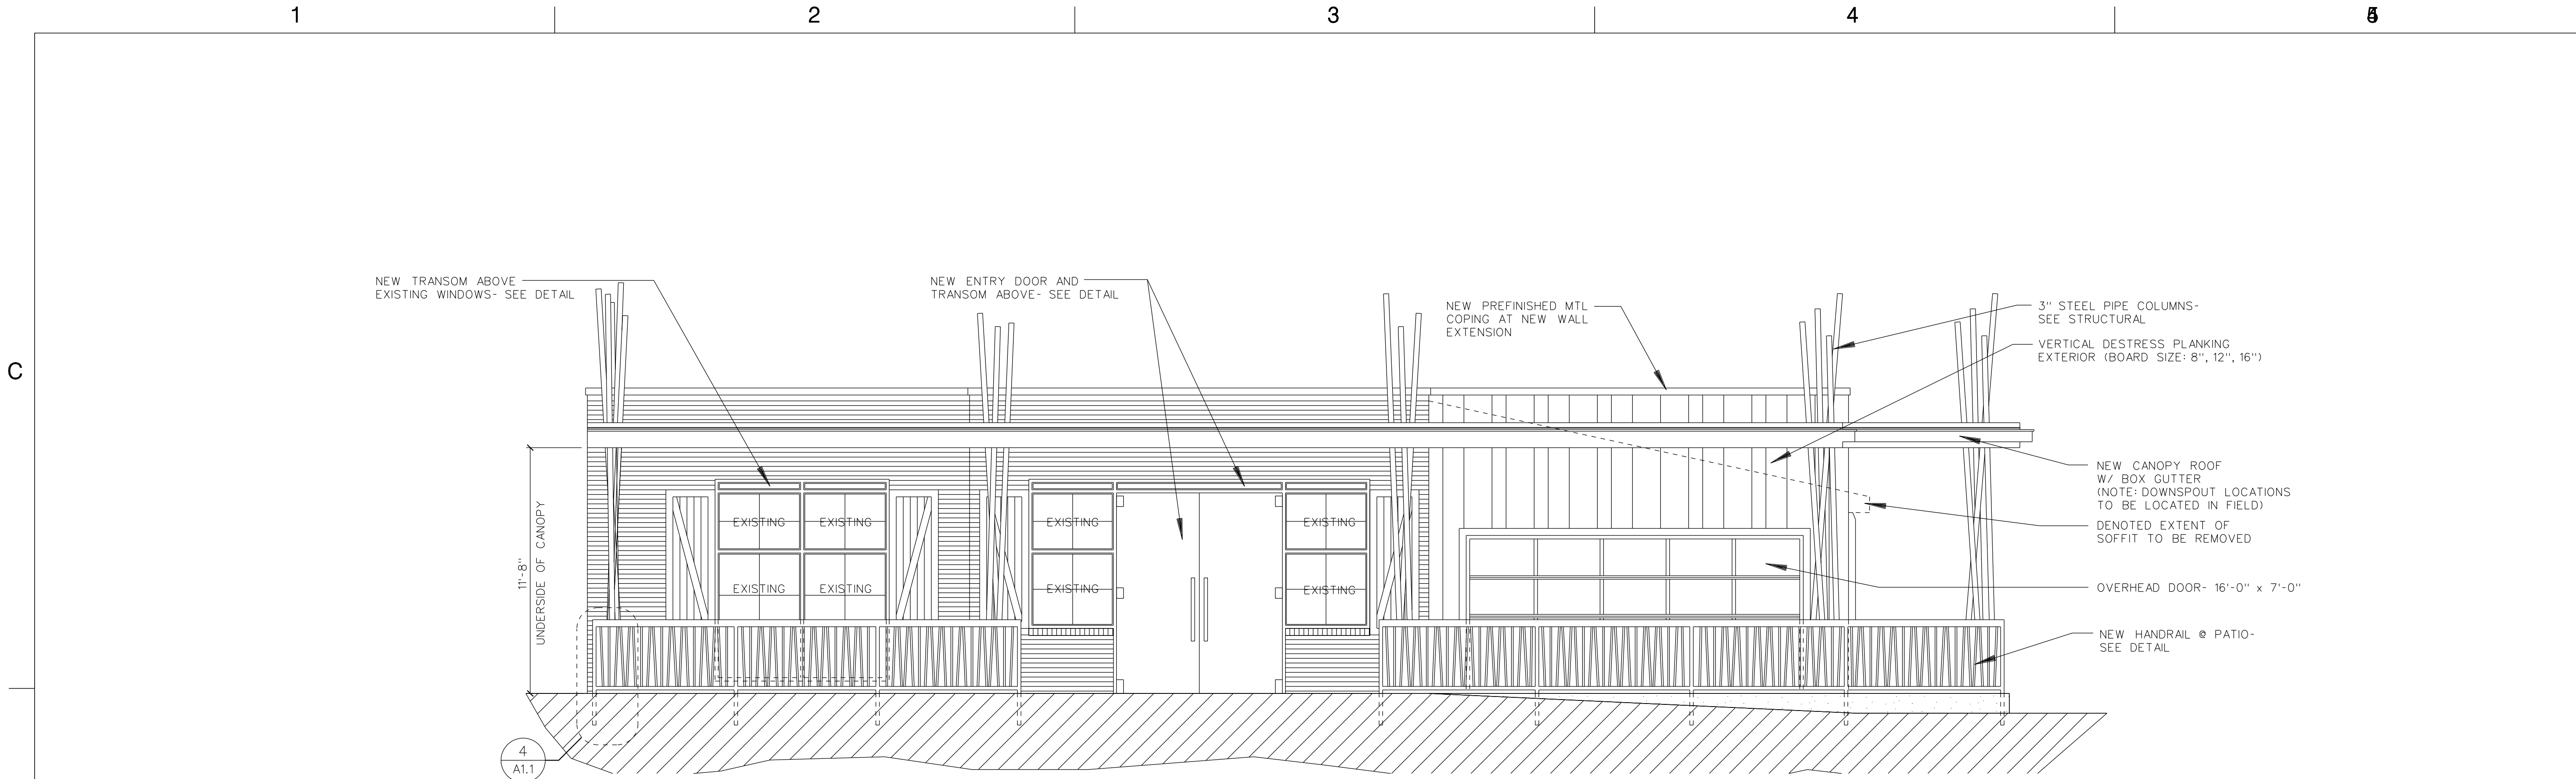 1
2
3
4
C
NEW TRANSOM ABOVE
EXISTING WINDOWS- SEE DETAIL
NEW ENTRY DOOR AND
TRANSOM ABOVE- SEE DETAIL
NEW PREFINISHED MTL
COPING AT NEW WALL
EXTENSION
3" STEEL PIPE COLUMNS-
SEE STRUCTURAL
VERTICAL DESTRESS PLANKING
EXTERIOR (BOARD SIZE: 8", 12", 16")
NEW CANOPY ROOF
W/ BOX GUTTER
(NOTE: DOWNSPOUT LOCATIONS
TO BE LOCATED IN FIELD)
DENOTED EXTENT OF
SOFFIT TO BE REMOVED
OVERHEAD DOOR- 16'-0" x 7'-0"
NEW HANDRAIL @ PATIO-
SEE DETAIL
11'-8"
UNDERSIDE OF CANOPY
EXISTING
EXISTING
EXISTING
EXISTING
EXISTING
EXISTING
EXISTING
EXISTING
4
A1.1